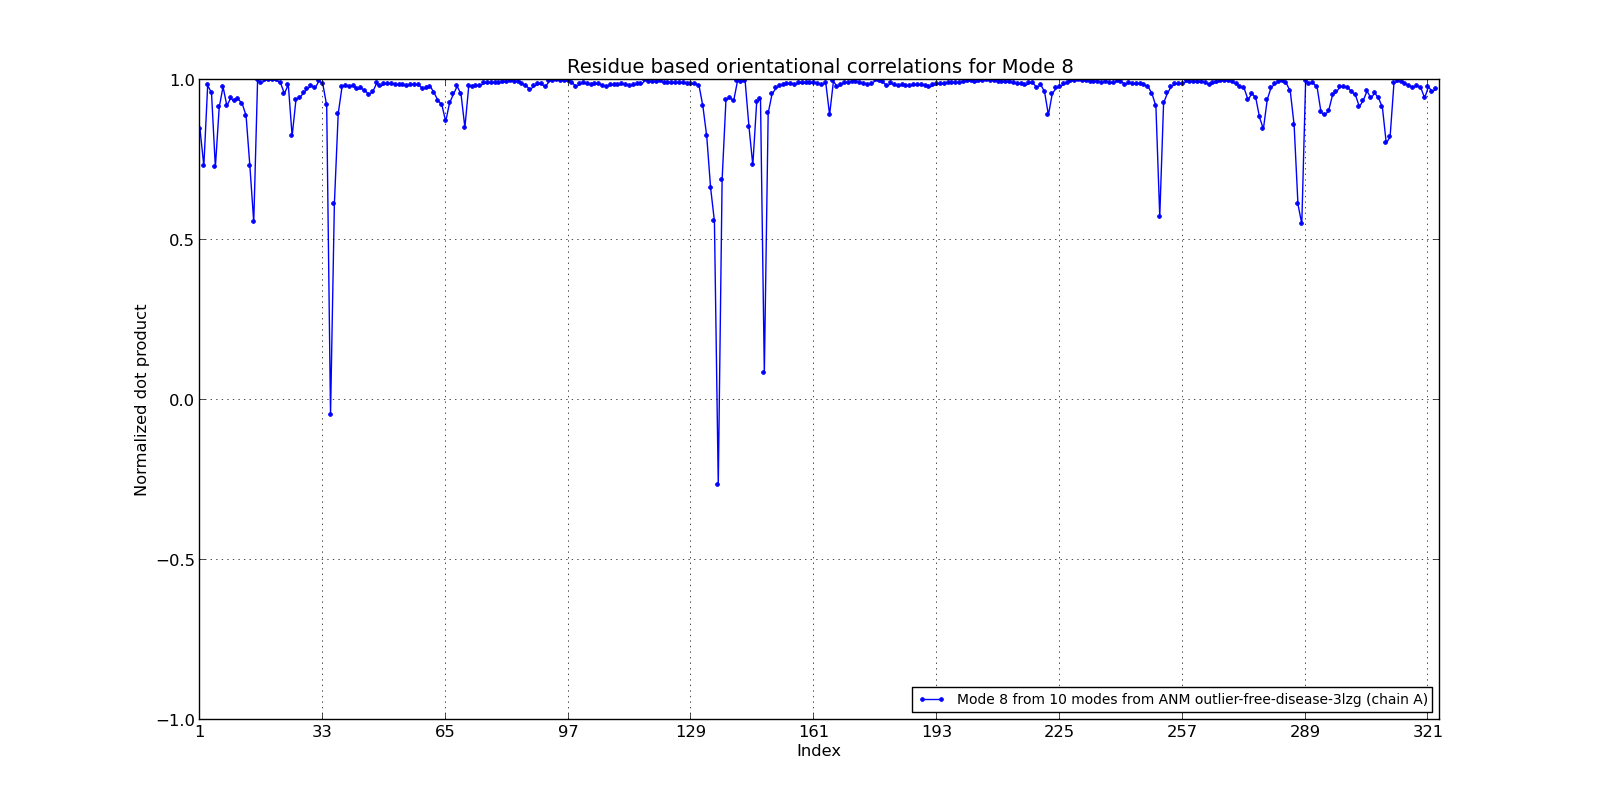 Residue based orientational correlations for Mode 8
Normalized dot product
1.0
0.5
0.0
−0.5
−1.0
Mode 8 from 10 modes from ANM outlier-free-disease-3lzg (chain A)
1 33 65 97 129 161 193 225 257 289 321
Index